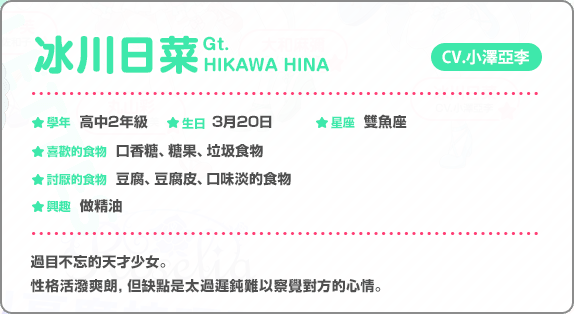 冰川日菜 Gt. HIKAWA HINA CV.小澤亞李
★學年 高中2年級 ★生日 3月20日 ★星座 雙魚座
★喜歡的食物 口香糖、糖果、垃圾食物
★討厭的食物 豆腐、豆腐皮、口味淡的食物
★興趣 做精油
過目不忘的天才少女。
性格活潑爽朗, 但缺點是太過遲鈍難以察覺對方的心情。